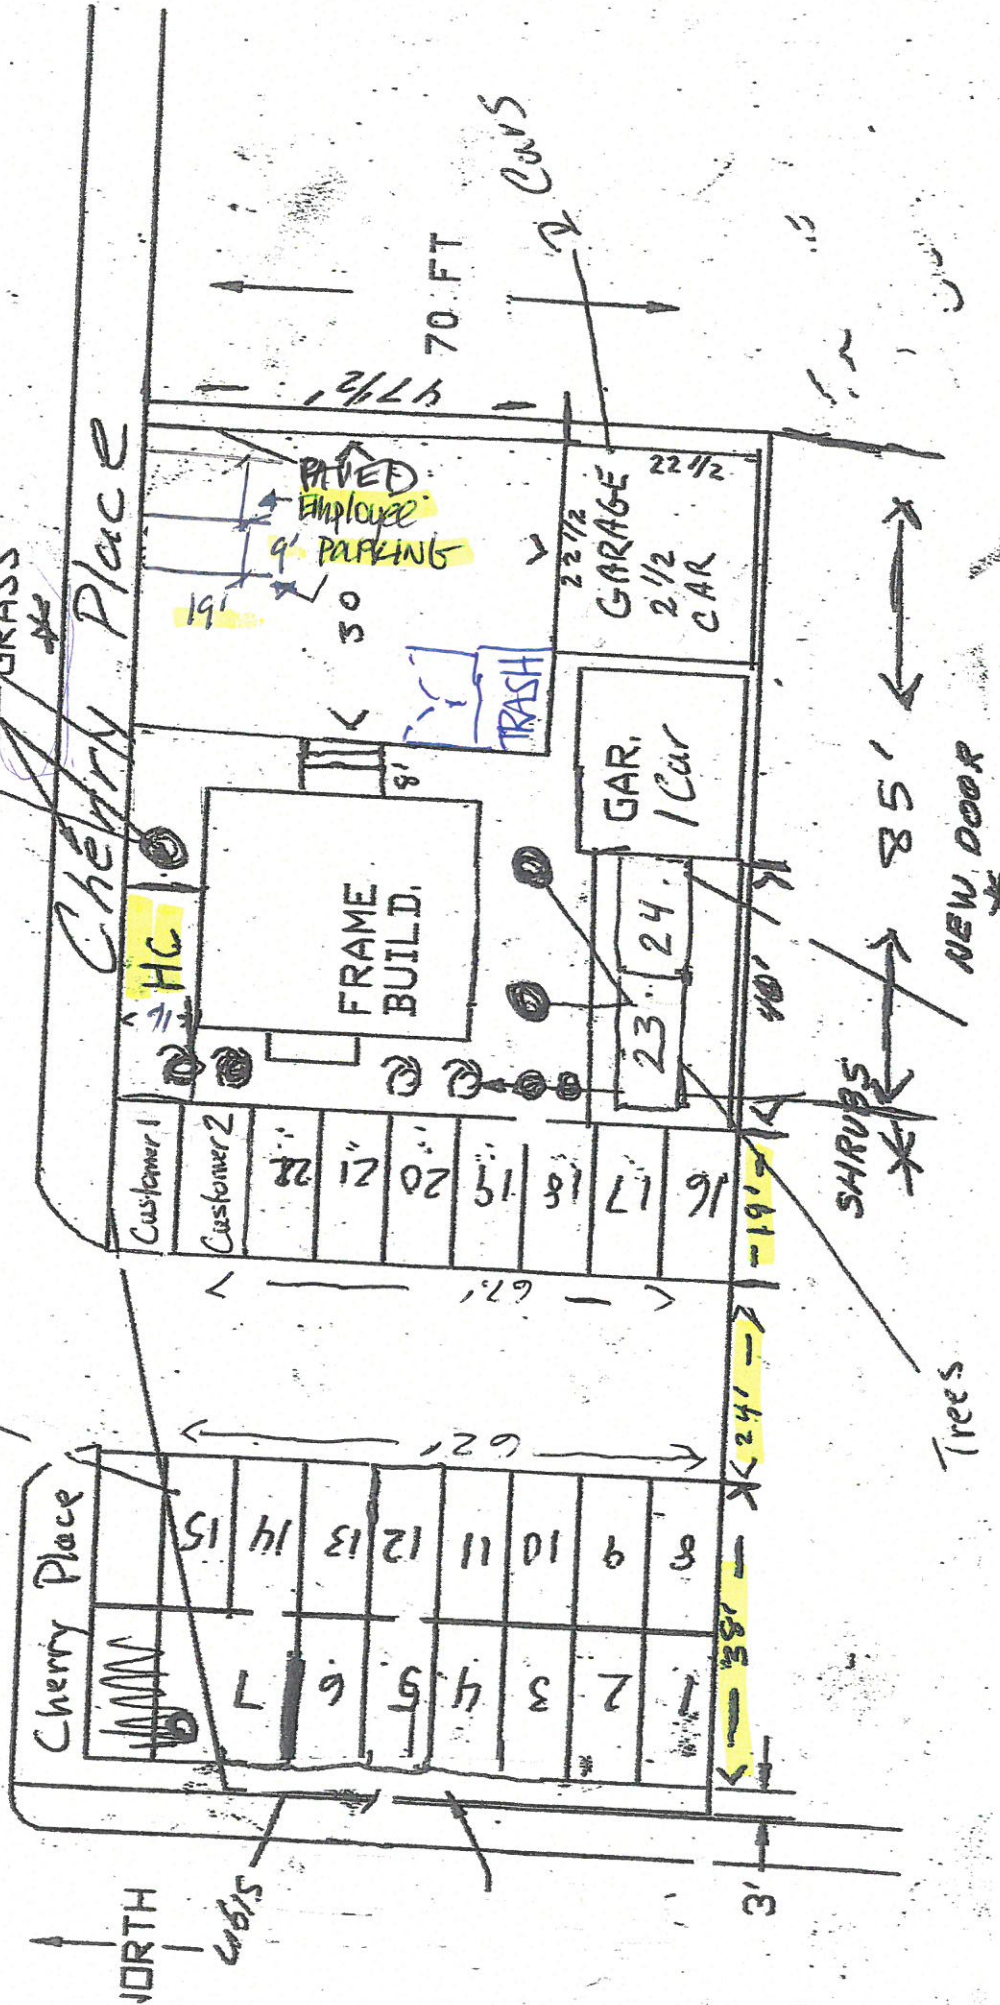 GRASS
Cherry Place
Cherry Place
NORTH
HC
16'
PAVED
Employee
9' PARKING
19'
30
47 1/2'
70 FT
2 Cars
TRASH
8'
FRAME
BUILD.
22 1/2
22 1/2
GARAGE
2 1/2
CAR
GAR.
1 Car
Customer 1
Customer 2
22
21
20
19
18
17
16
23
24
67'
62'
15
14
13
12
11
10
9
8
7
6
5
4
3
2
1
3'
38'
24'
19'
40'
85'
SHRUBS
NEW DOOR
Trees